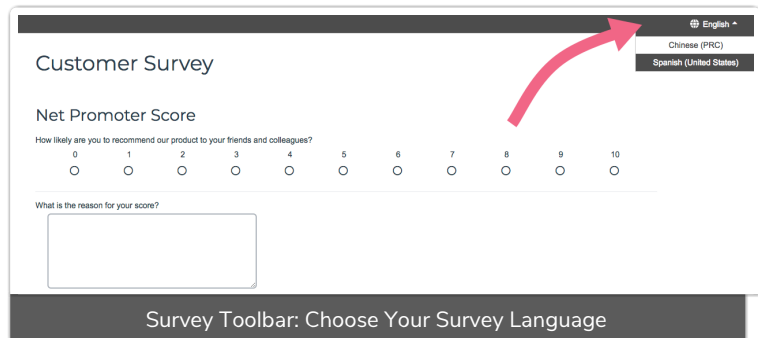 English
Chinese (PRC)
Spanish (United States)
Customer Survey
Net Promoter Score
How likely are you to recommend our product to your friends and colleagues?
0 1 2 3 4 5 6 7 8 9 10
What is the reason for your score?
Survey Toolbar: Choose Your Survey Language